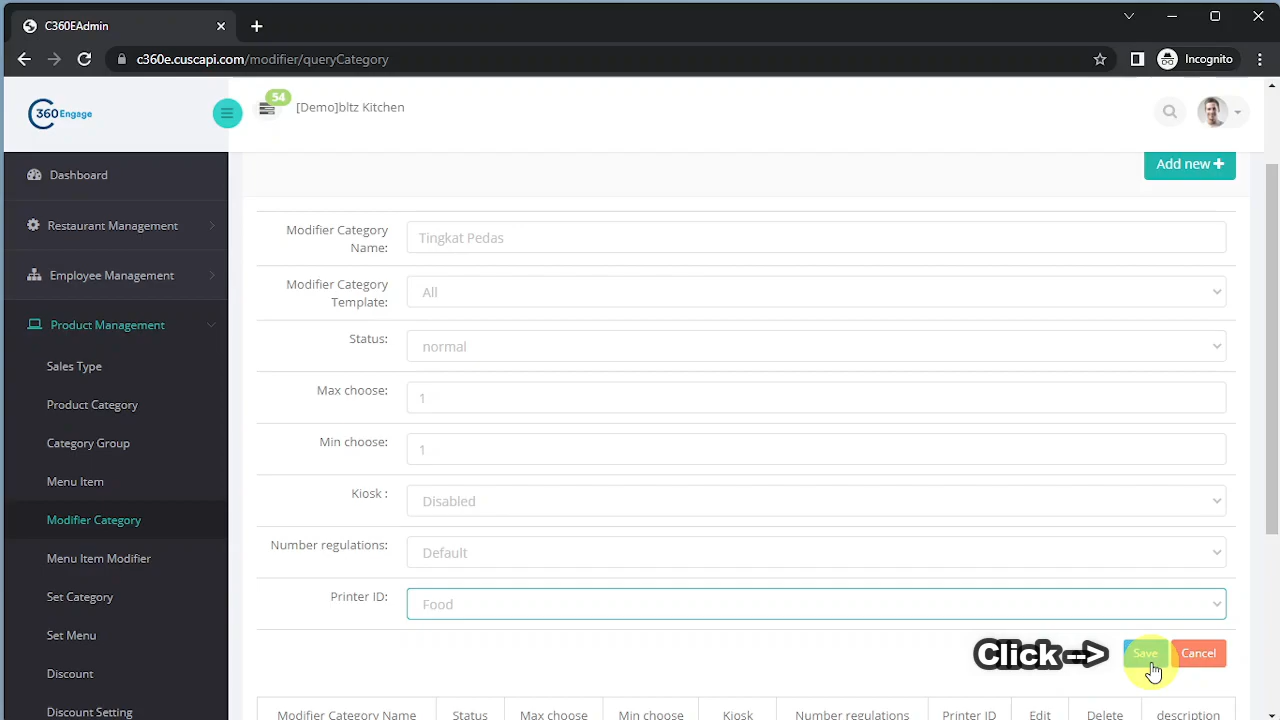 C360EAdmin
c360e.cuscapi.com/modifier/queryCategory
Incognito
360 Engage
54
[Demo]bltz Kitchen
Add new
Dashboard
Restaurant Management
Employee Management
Product Management
Sales Type
Product Category
Category Group
Menu Item
Modifier Category
Menu Item Modifier
Set Category
Set Menu
Discount
Discount Setting
Modifier Category Name:
Tingkat Pedas
Modifier Category Template:
All
Status:
normal
Max choose:
1
Min choose:
1
Kiosk :
Disabled
Number regulations:
Default
Printer ID:
Food
Click -->
Save
Cancel
Modifier Category Name Status Max choose Min choose Kiosk Number regulations Printer ID Edit Delete description